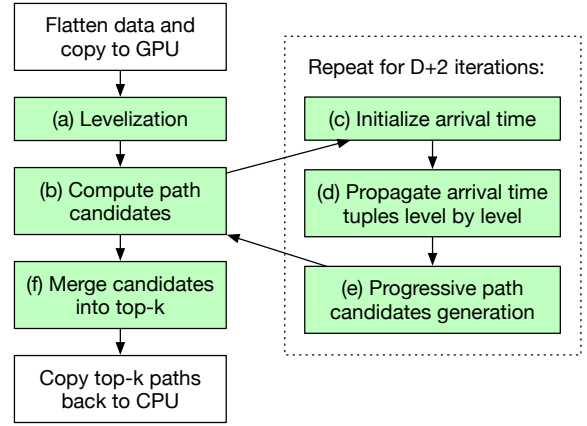 Flatten data and
copy to GPU
(a) Levelization
(b) Compute path
candidates
(f) Merge candidates
into top-k
Copy top-k paths
back to CPU
Repeat for D+2 iterations:
(c) Initialize arrival time
(d) Propagate arrival time
tuples level by level
(e) Progressive path
candidates generation